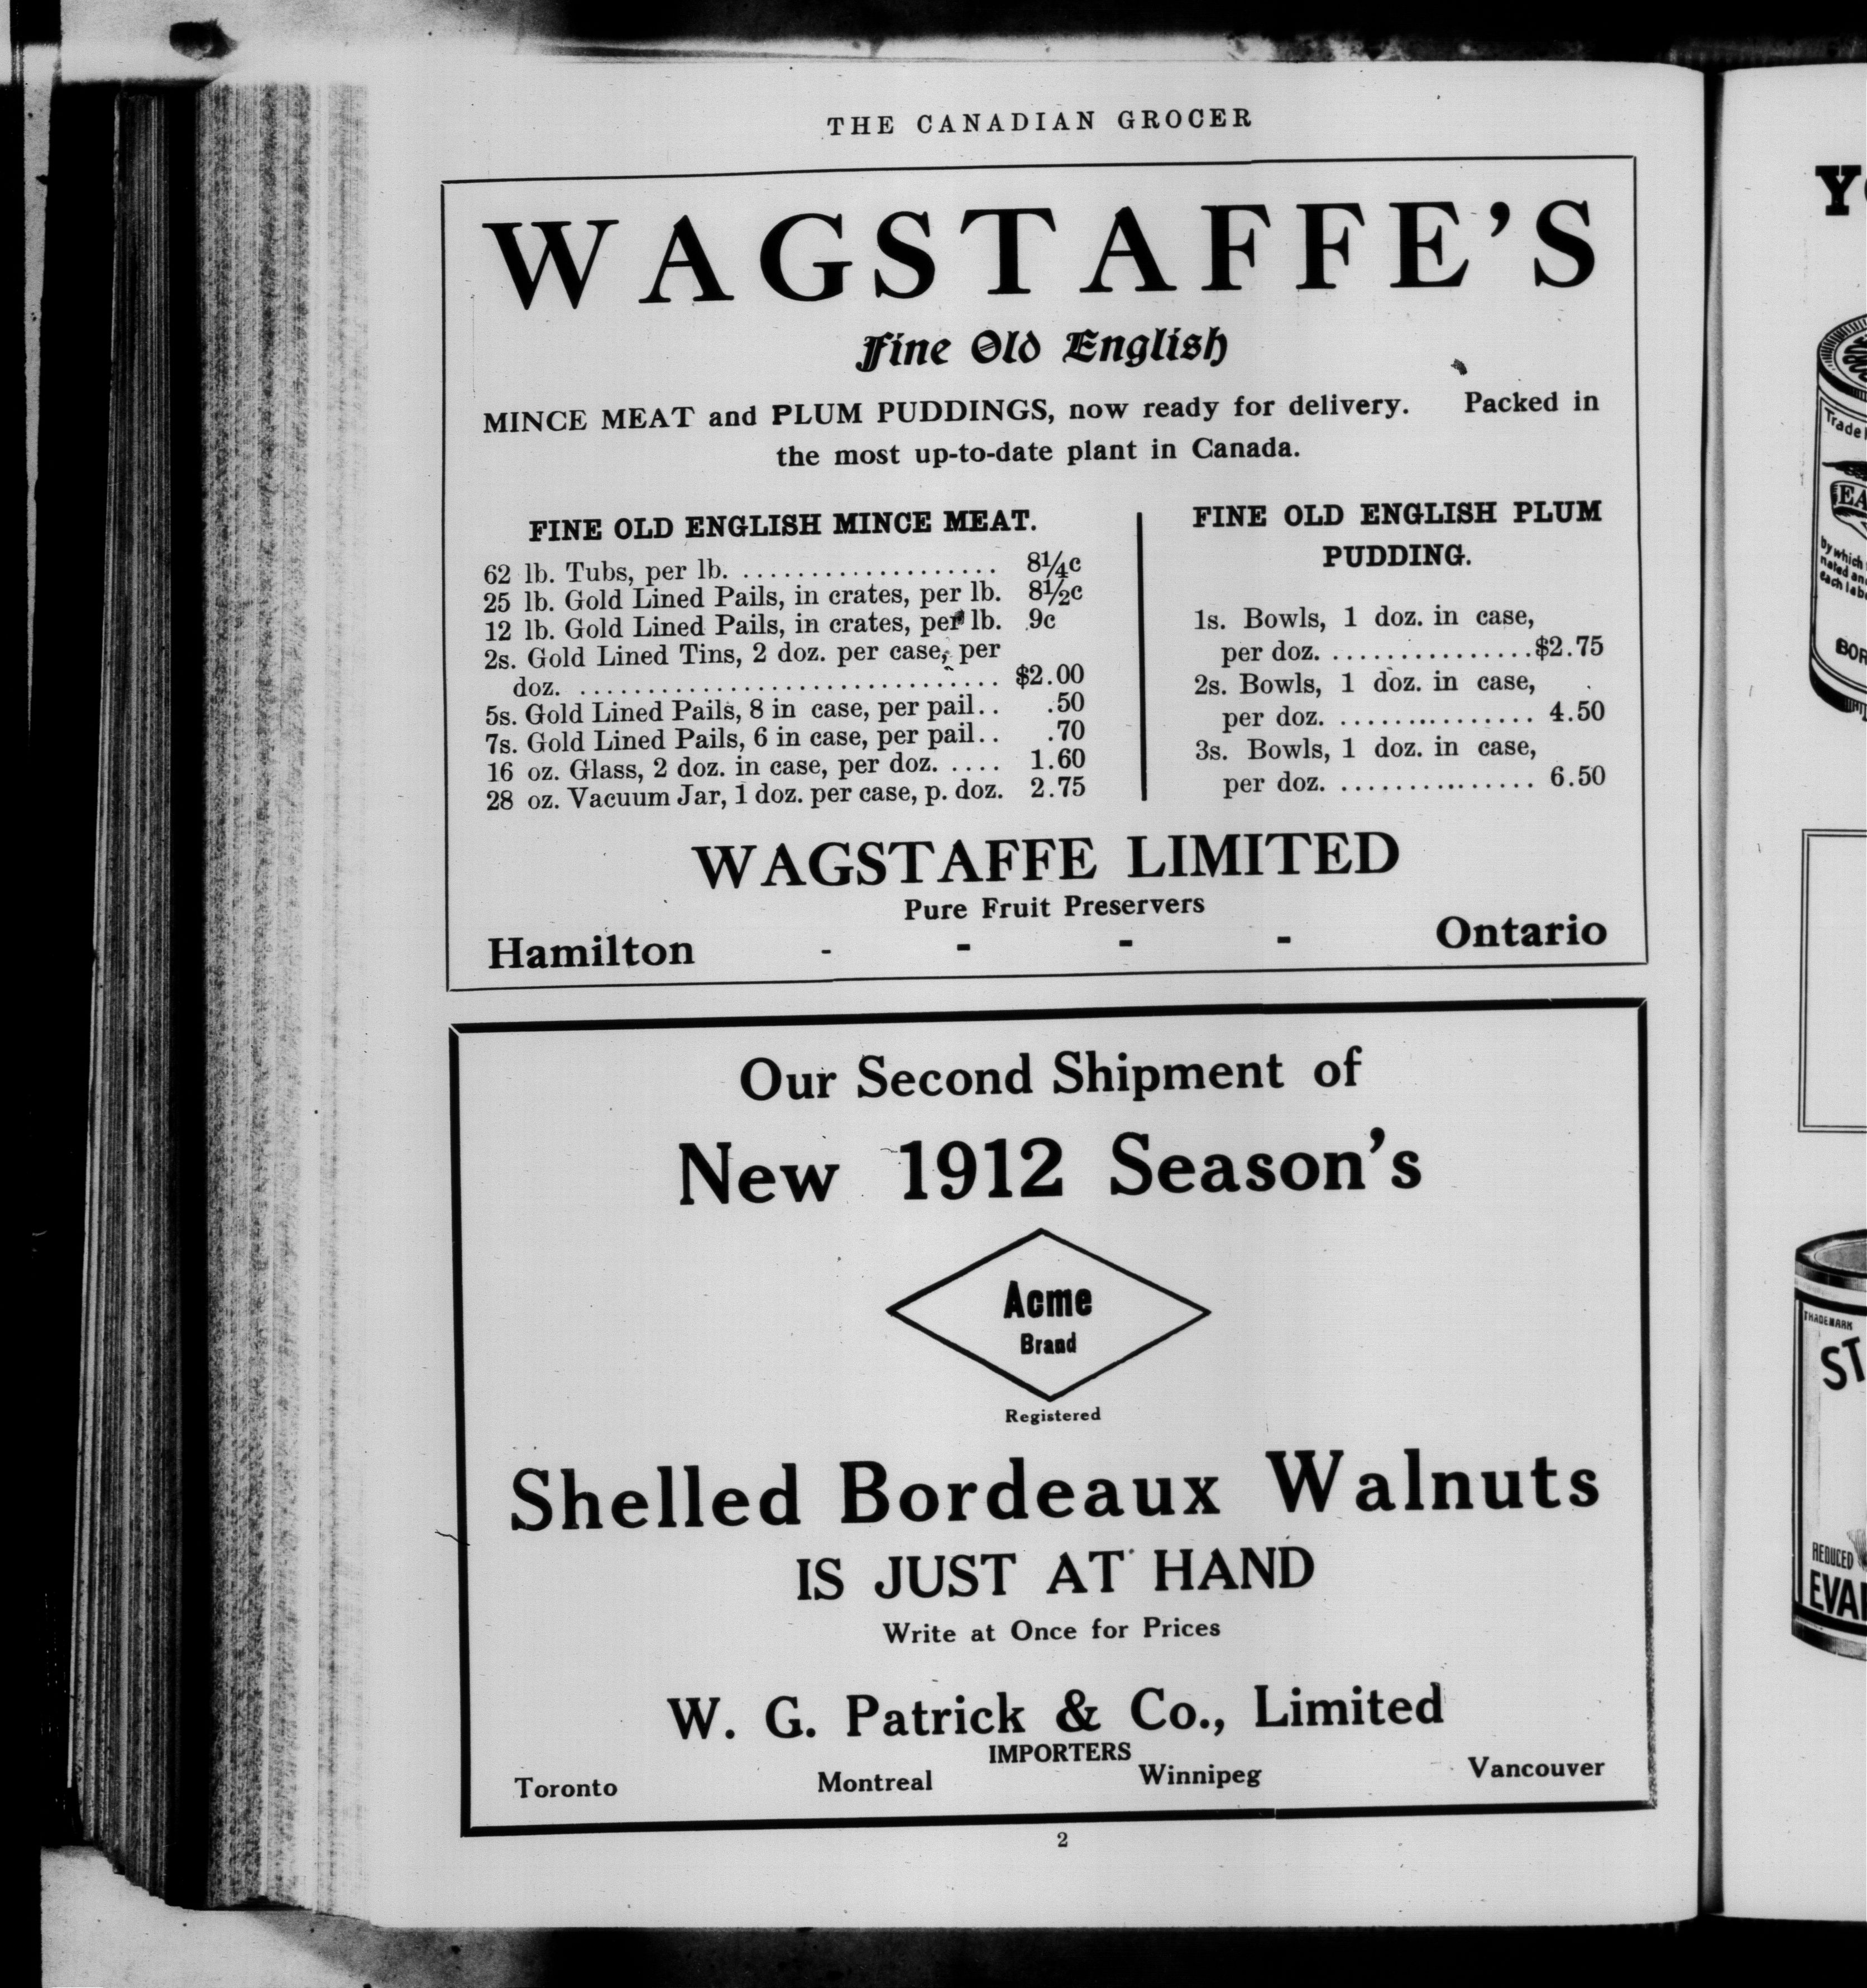 THE CANADIAN GROCER
WAGSTAFFE'S
Fine Old English
MINCE MEAT and PLUM PUDDINGS, now ready for delivery. Packed in
the most up-to-date plant in Canada.
FINE OLD ENGLISH MINCE MEAT.
62 lb. Tubs, per lb. ................... 8¼c
25 lb. Gold Lined Pails, in crates, per lb. 8½c
12 lb. Gold Lined Pails, in crates, per lb. 9c
2s. Gold Lined Tins, 2 doz. per case, per
doz. ............................... $2.00
5s. Gold Lined Pails, 8 in case, per pail.. .50
7s. Gold Lined Pails, 6 in case, per pail.. .70
16 oz. Glass, 2 doz. in case, per doz. .... 1.60
28 oz. Vacuum Jar, 1 doz. per case, p. doz. 2.75
FINE OLD ENGLISH PLUM
PUDDING.
1s. Bowls, 1 doz. in case,
per doz. ...............$2.75
2s. Bowls, 1 doz. in case,
per doz. ............... 4.50
3s. Bowls, 1 doz. in case,
per doz. ............... 6.50
WAGSTAFFE LIMITED
Pure Fruit Preservers
Hamilton - - - - Ontario
Our Second Shipment of
New 1912 Season's
Acme
Brand
Registered
Shelled Bordeaux Walnuts
IS JUST AT HAND
Write at Once for Prices
W. G. Patrick & Co., Limited
IMPORTERS
Toronto Montreal Winnipeg Vancouver
2
Trade
by which
each
TRADEMARK
REDUCED